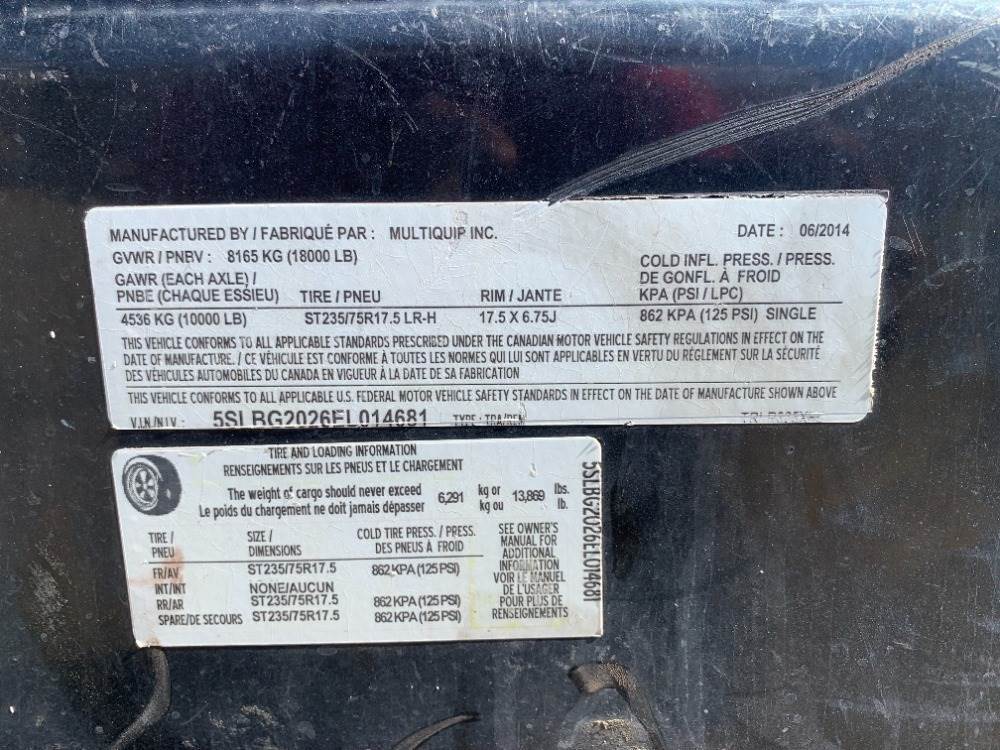 MANUFACTURED BY / FABRIQUÉ PAR : MULTIQUIP INC. DATE : 06/2014
GVWR / PNBV : 8165 KG (18000 LB)
COLD INFL. PRESS. / PRESS.
GAWR (EACH AXLE) / DE GONFL. À FROID
PNBE (CHAQUE ESSIEU) TIRE / PNEU RIM / JANTE KPA (PSI / LPC)
4536 KG (10000 LB) ST235/75R17.5 LR-H 17.5 X 6.75J 862 KPA (125 PSI) SINGLE
THIS VEHICLE CONFORMS TO ALL APPLICABLE STANDARDS PRESCRIBED UNDER THE CANADIAN MOTOR VEHICLE SAFETY REGULATIONS IN EFFECT ON THE
DATE OF MANUFACTURE. / CE VÉHICULE EST CONFORME À TOUTES LES NORMES QUI LUI SONT APPLICABLES EN VERTU DU RÉGLEMENT SUR LA SÉCURITÉ
DES VÉHICULES AUTOMOBILES DU CANADA EN VIGUEUR À LA DATE DE SA FABRICATION
THIS VEHICLE CONFORMS TO ALL APPLICABLE U.S. FEDERAL MOTOR VEHICLE SAFETY STANDARDS IN EFFECT ON THE DATE OF MANUFACTURE SHOWN ABOVE
V.I.N./N.I.V : 5SLBG2026EL014681 TYPE: TRA/REM
TIRE AND LOADING INFORMATION
RENSEIGNEMENTS SUR LES PNEUS ET LE CHARGEMENT
The weight of cargo should never exceed 6,291 kg or 13,869 lbs.
Le poids du chargement ne doit jamais dépasser kg ou lb.
TIRE / SIZE / COLD TIRE PRESS. / PRESS.
PNEU DIMENSIONS DES PNEUS À FROID
FR/AV ST235/75R17.5 862 KPA (125 PSI)
INT/INT NONE/AUCUN
RR/AR ST235/75R17.5 862 KPA (125 PSI)
SPARE/DE SECOURS ST235/75R17.5 862 KPA (125 PSI)
SEE OWNER'S
MANUAL FOR
ADDITIONAL
INFORMATION
VOIR LE MANUEL
DE L'USAGER
POUR PLUS DE
RENSEIGNEMENTS
5SLBG2026EL014681